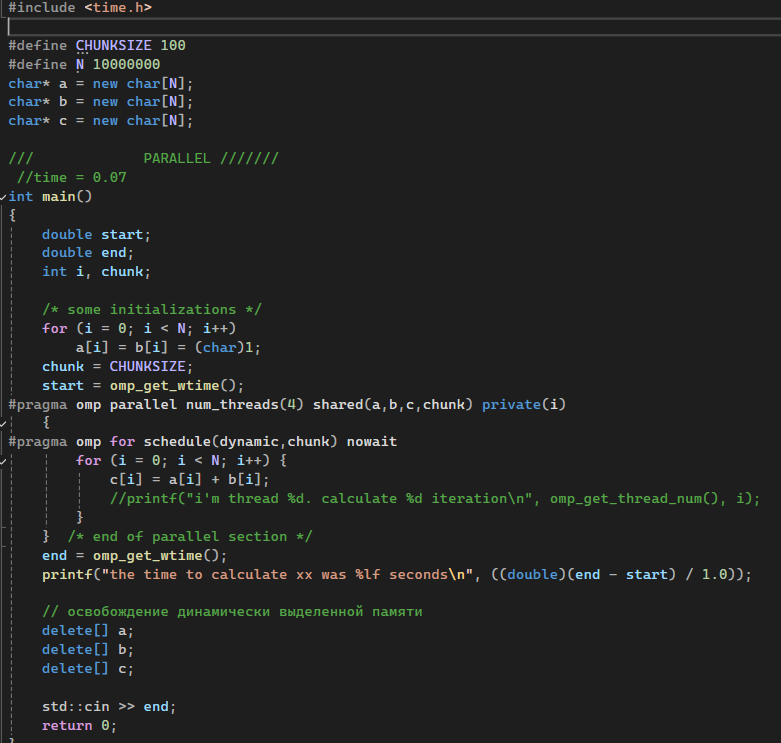 #include <time.h>
#define CHUNKSIZE 100
#define N 10000000
char* a = new char[N];
char* b = new char[N];
char* c = new char[N];
///             PARALLEL ///////
//time = 0.07
int main()
{
    double start;
    double end;
    int i, chunk;
    /* some initializations */
    for (i = 0; i < N; i++)
        a[i] = b[i] = (char)1;
    chunk = CHUNKSIZE;
    start = omp_get_wtime();
#pragma omp parallel num_threads(4) shared(a,b,c,chunk) private(i)
    {
#pragma omp for schedule(dynamic,chunk) nowait
        for (i = 0; i < N; i++) {
            c[i] = a[i] + b[i];
            //printf("i'm thread %d. calculate %d iteration\n", omp_get_thread_num(), i);
        }
    }  /* end of parallel section */
    end = omp_get_wtime();
    printf("the time to calculate xx was %lf seconds\n", ((double)(end - start) / 1.0));
    // освобождение динамически выделенной памяти
    delete[] a;
    delete[] b;
    delete[] c;
    std::cin >> end;
    return 0;
}